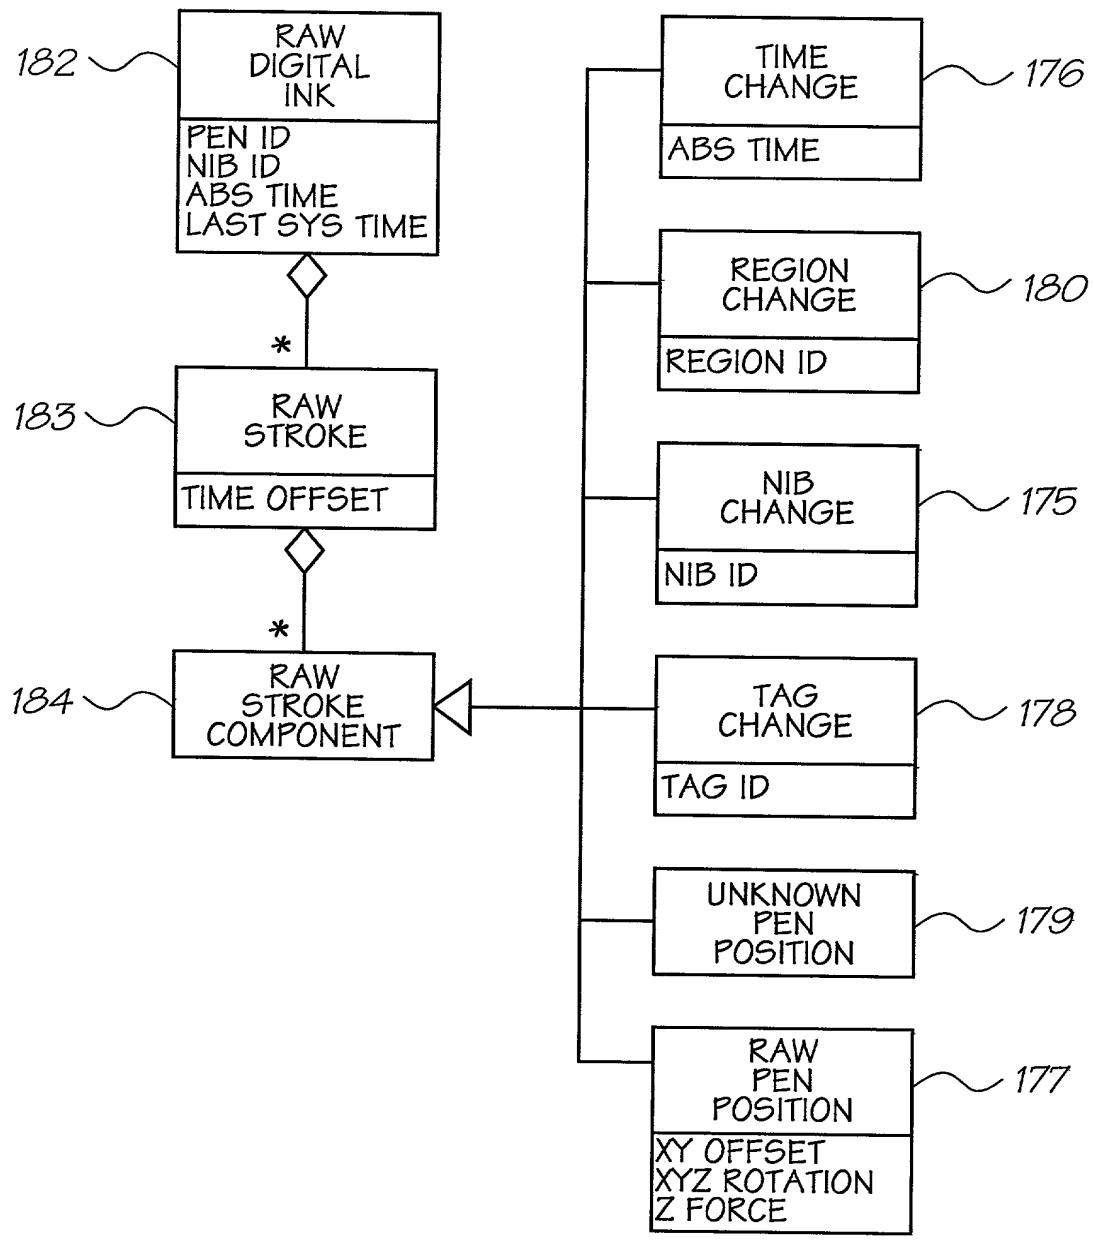 182
RAW
DIGITAL
INK
PEN ID
NIB ID
ABS TIME
LAST SYS TIME
*
183
RAW
STROKE
TIME OFFSET
*
184
RAW
STROKE
COMPONENT
TIME
CHANGE
176
ABS TIME
REGION
CHANGE
180
REGION ID
NIB
CHANGE
175
NIB ID
TAG
CHANGE
178
TAG ID
UNKNOWN
PEN
POSITION
179
RAW
PEN
POSITION
177
XY OFFSET
XYZ ROTATION
Z FORCE